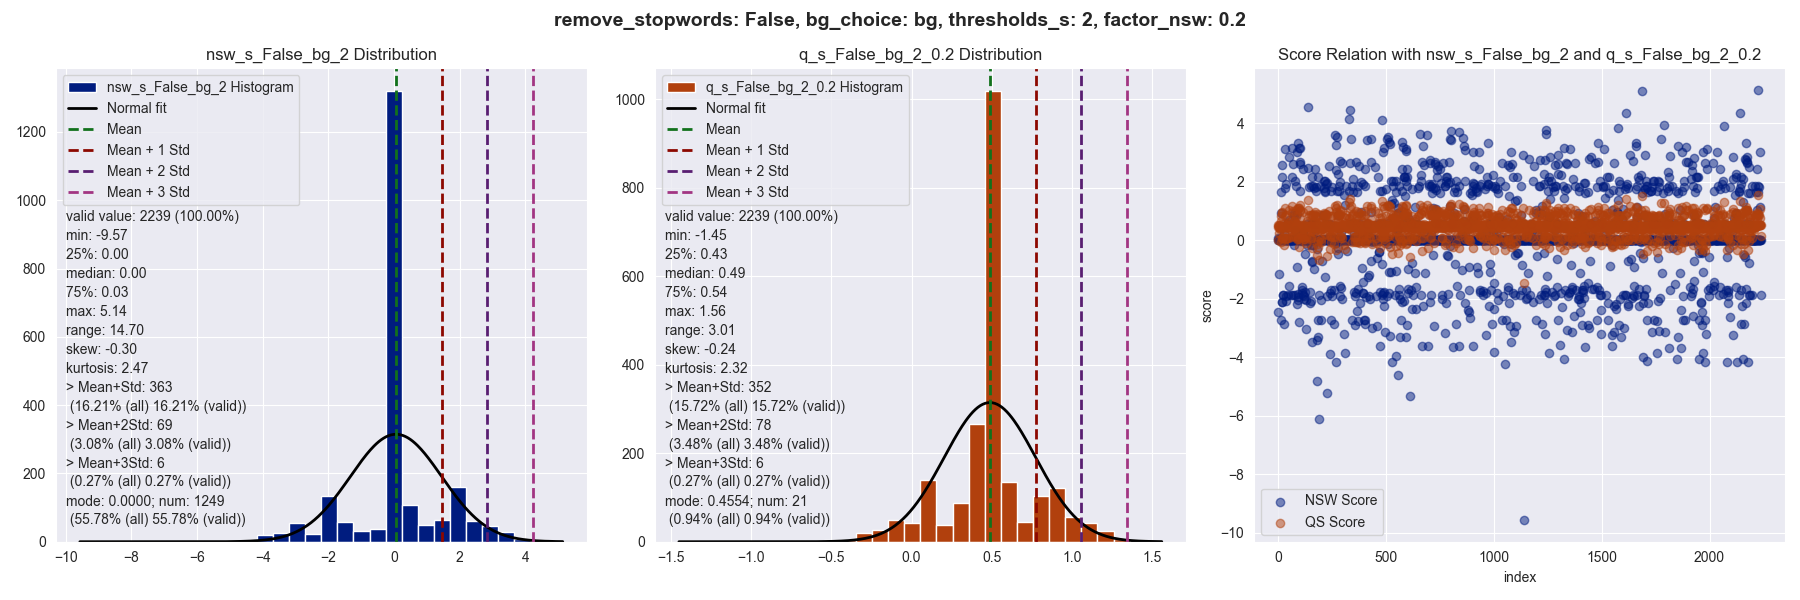 remove_stopwords: False, bg_choice: bg, thresholds_s: 2, factor_nsw: 0.2
nsw_s_False_bg_2 Distribution
nsw_s_False_bg_2 Histogram
Normal fit
Mean
Mean + 1 Std
Mean + 2 Std
Mean + 3 Std
valid value: 2239 (100.00%)
min: -9.57
25%: 0.00
median: 0.00
75%: 0.03
max: 5.14
range: 14.70
skew: -0.30
kurtosis: 2.47
> Mean+Std: 363
(16.21% (all) 16.21% (valid))
> Mean+2Std: 69
(3.08% (all) 3.08% (valid))
> Mean+3Std: 6
(0.27% (all) 0.27% (valid))
mode: 0.0000; num: 1249
(55.78% (all) 55.78% (valid))
1200
1000
800
600
400
200
0
−10 −8 −6 −4 −2 0 2 4
q_s_False_bg_2_0.2 Distribution
q_s_False_bg_2_0.2 Histogram
Normal fit
Mean
Mean + 1 Std
Mean + 2 Std
Mean + 3 Std
valid value: 2239 (100.00%)
min: -1.45
25%: 0.43
median: 0.49
75%: 0.54
max: 1.56
range: 3.01
skew: -0.24
kurtosis: 2.32
> Mean+Std: 352
(15.72% (all) 15.72% (valid))
> Mean+2Std: 78
(3.48% (all) 3.48% (valid))
> Mean+3Std: 6
(0.27% (all) 0.27% (valid))
mode: 0.4554; num: 21
(0.94% (all) 0.94% (valid))
1000
800
600
400
200
0
−1.5 −1.0 −0.5 0.0 0.5 1.0 1.5
Score Relation with nsw_s_False_bg_2 and q_s_False_bg_2_0.2
4
2
0
−2
−4
−6
−8
−10
score
NSW Score
QS Score
0 500 1000 1500 2000
index